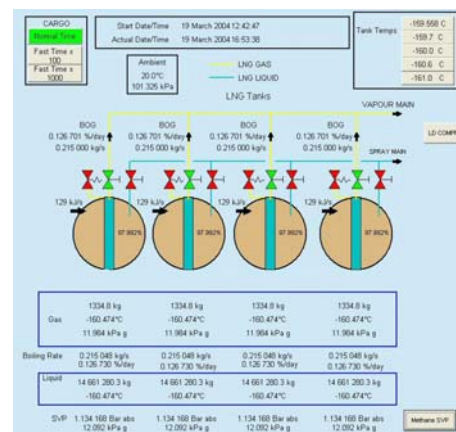 CARGO
Normal Time
Fast Time x
100
Fast Time x
1000
Start Date/Time 19 March 2004 12:42:47
Actual Date/Time 19 March 2004 16:53:38
Tank Temps
-159.558 C
-159.7 C
-160.0 C
-160.6 C
-161.0 C
Ambient
20.0°C
101.325 kPa
LNG GAS
LNG LIQUID
LNG Tanks
VAPOUR MAIN
BOG BOG BOG BOG
0.126 701 %/day 0.126 701 %/day 0.126 701 %/day 0.126 701 %/day
0.215 000 kg/s 0.215 000 kg/s 0.215 000 kg/s 0.215 000 kg/s
LD COMPR
SPRAY MAIN
129 kJ/s 129 kJ/s 129 kJ/s 129 kJ/s
97.992% 97.992% 97.992% 97.992%
Gas
1334.8 kg 1334.8 kg 1334.8 kg 1334.8 kg
-160.474°C -160.474°C -160.474°C -160.474°C
11.984 kPa g 11.984 kPa g 11.984 kPa g 11.984 kPa g
Boiling Rate 0.215 048 kg/s 0.215 048 kg/s 0.215 048 kg/s 0.215 048 kg/s
0.126 730 %/day 0.126 730 %/day 0.126 730 %/day 0.126 730 %/day
Liquid 14 661 280.3 kg 14 661 280.3 kg 14 661 280.3 kg 14 661 280.3 kg
-160.474°C -160.474°C -160.474°C -160.474°C
SVP 1.134 168 Bar abs 1.134 168 Bar abs 1.134 168 Bar abs 1.134 168 Bar abs
12.092 kPa g 12.092 kPa g 12.092 kPa g 12.092 kPa g
Methane SVP